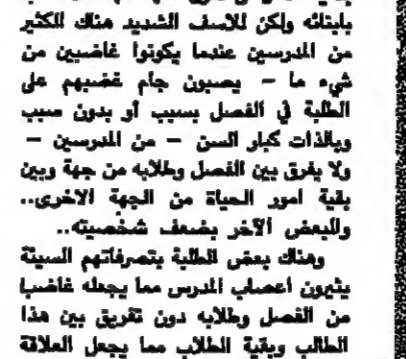 بابنائه ولكن للأسف الشديد هناك الكثير
من المدرسين عندما يكونوا غاضبين من
شيء ما – يصبون جام غضبهم على
الطلبة في الفصل بسبب أو بدون سبب
وبالذات كبار السن – من المدرسين –
ولا يفرق بين الفصل وطلابه من جهة وبين
بقية امور الحياة من الجهة الاخرى..
والبعض الآخر بضعف شخصيته..
وهناك بعض الطلبة بتصرفاتهم السيئة
يثيرون اعصاب المدرس مما يجعله غاضبا
من الفصل وطلابه دون تفريق بين هذا
الطالب وبقية الطلاب مما يجعل العلاقة